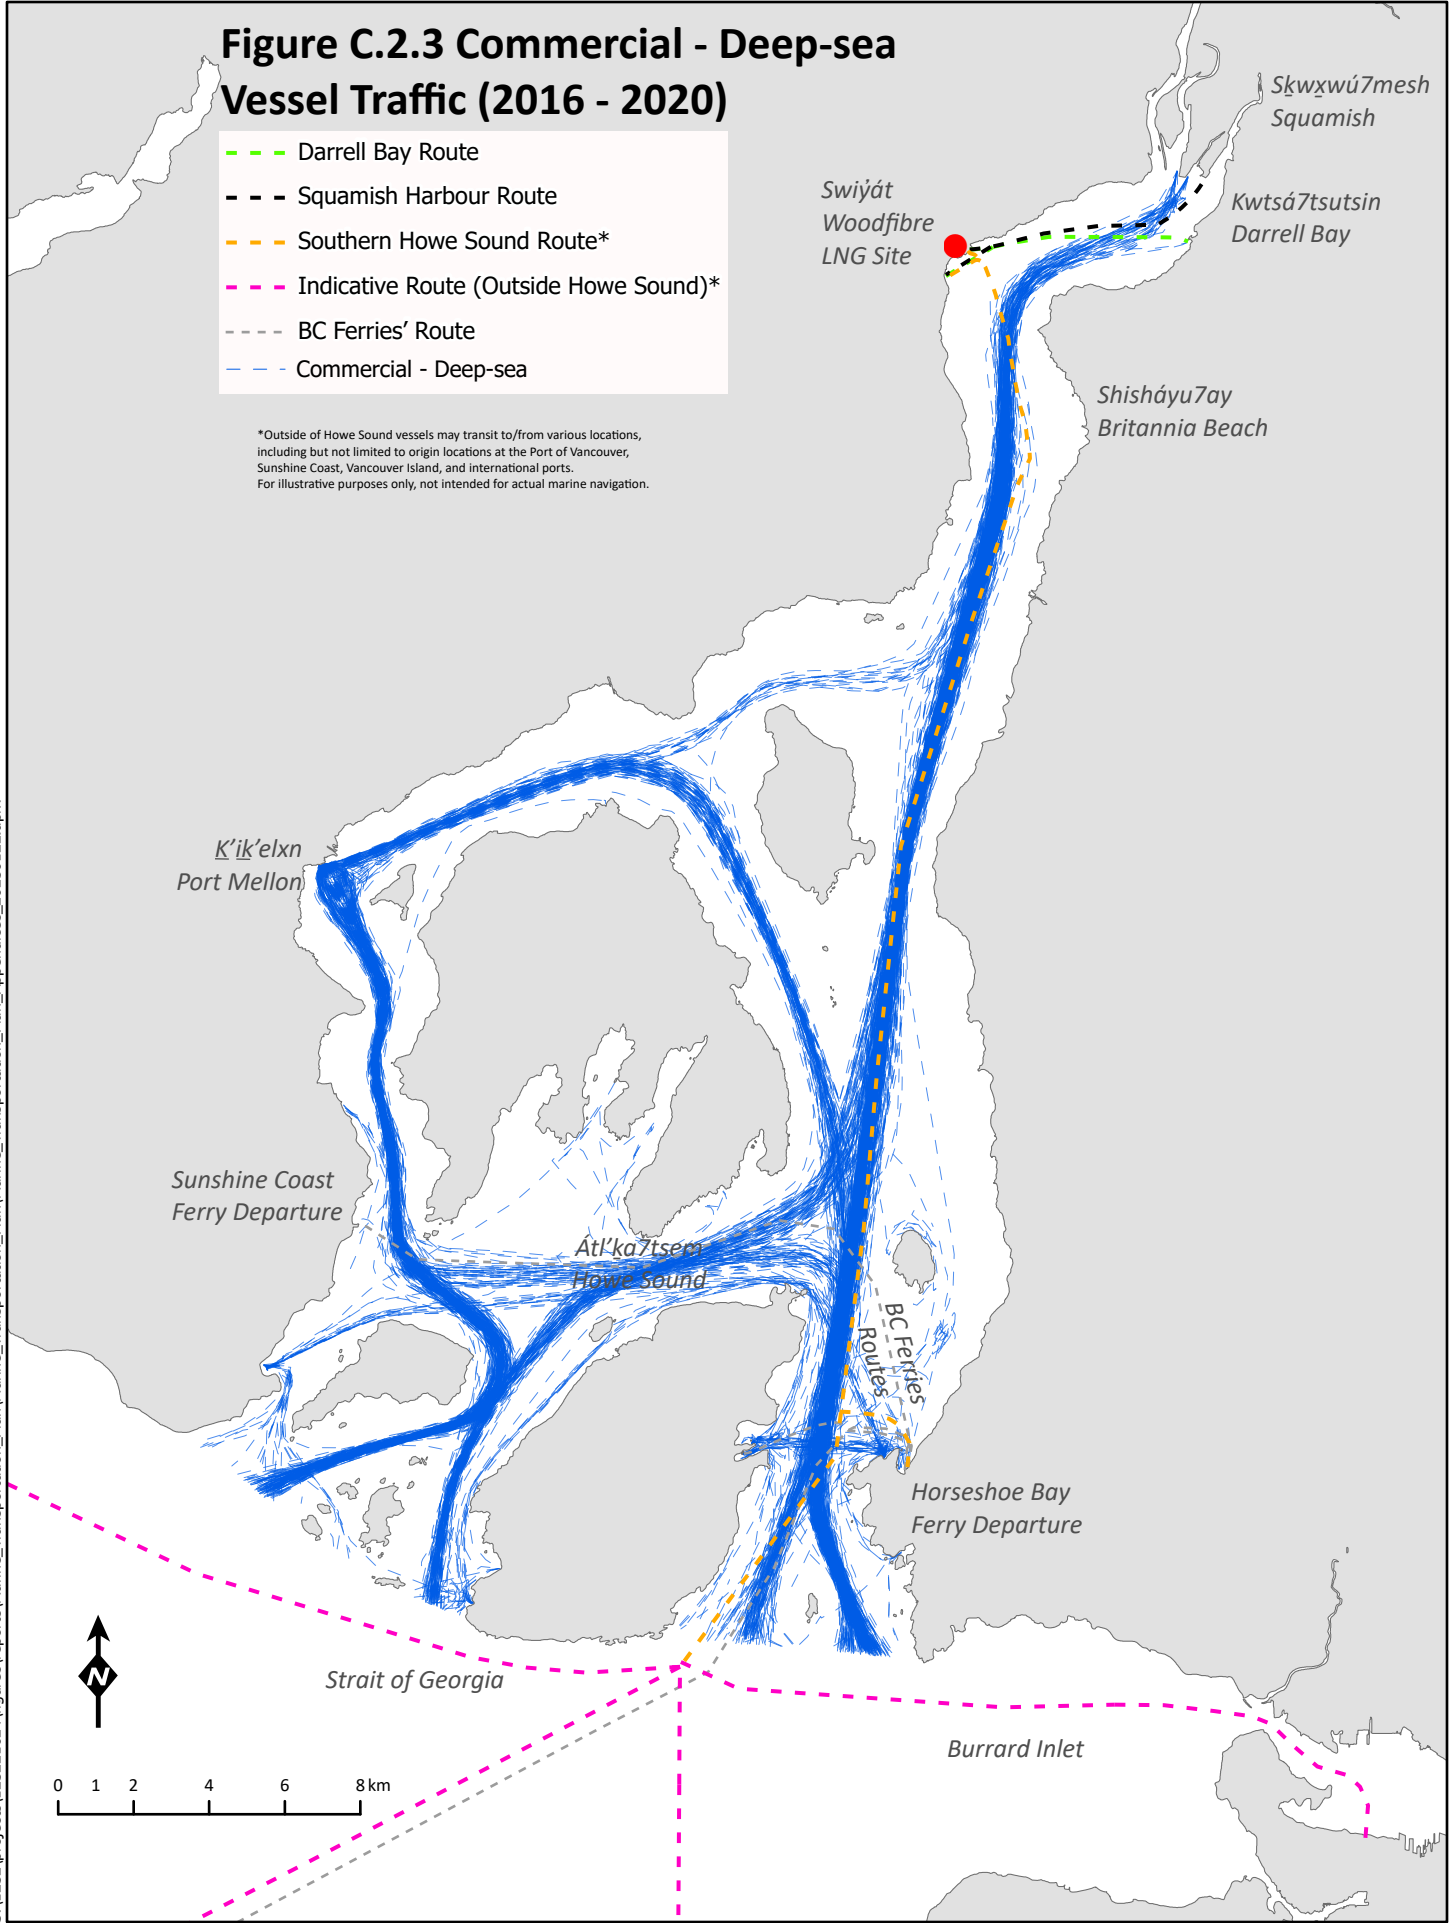 Figure C.2.3 Commercial - Deep-sea
Vessel Traffic (2016 - 2020)
Darrell Bay Route
Squamish Harbour Route
Southern Howe Sound Route*
Indicative Route (Outside Howe Sound)*
BC Ferries’ Route
Commercial - Deep-sea
*Outside of Howe Sound vessels may transit to/from various locations,
including but not limited to origin locations at the Port of Vancouver,
Sunshine Coast, Vancouver Island, and international ports.
For illustrative purposes only, not intended for actual marine navigation.
Sḵwx̱wú7mesh
Squamish
Swiy̓át
Woodfibre
LNG Site
Kwtsá7tsutsin
Darrell Bay
Shisháyu7ay
Britannia Beach
Ḵ’iḵ’elxn
Port Mellon
Sunshine Coast
Ferry Departure
Átl’ḵa7tsem
Howe Sound
BC Ferries
Routes
Horseshoe Bay
Ferry Departure
Strait of Georgia
Burrard Inlet
N
0 1 2 4 6 8 km